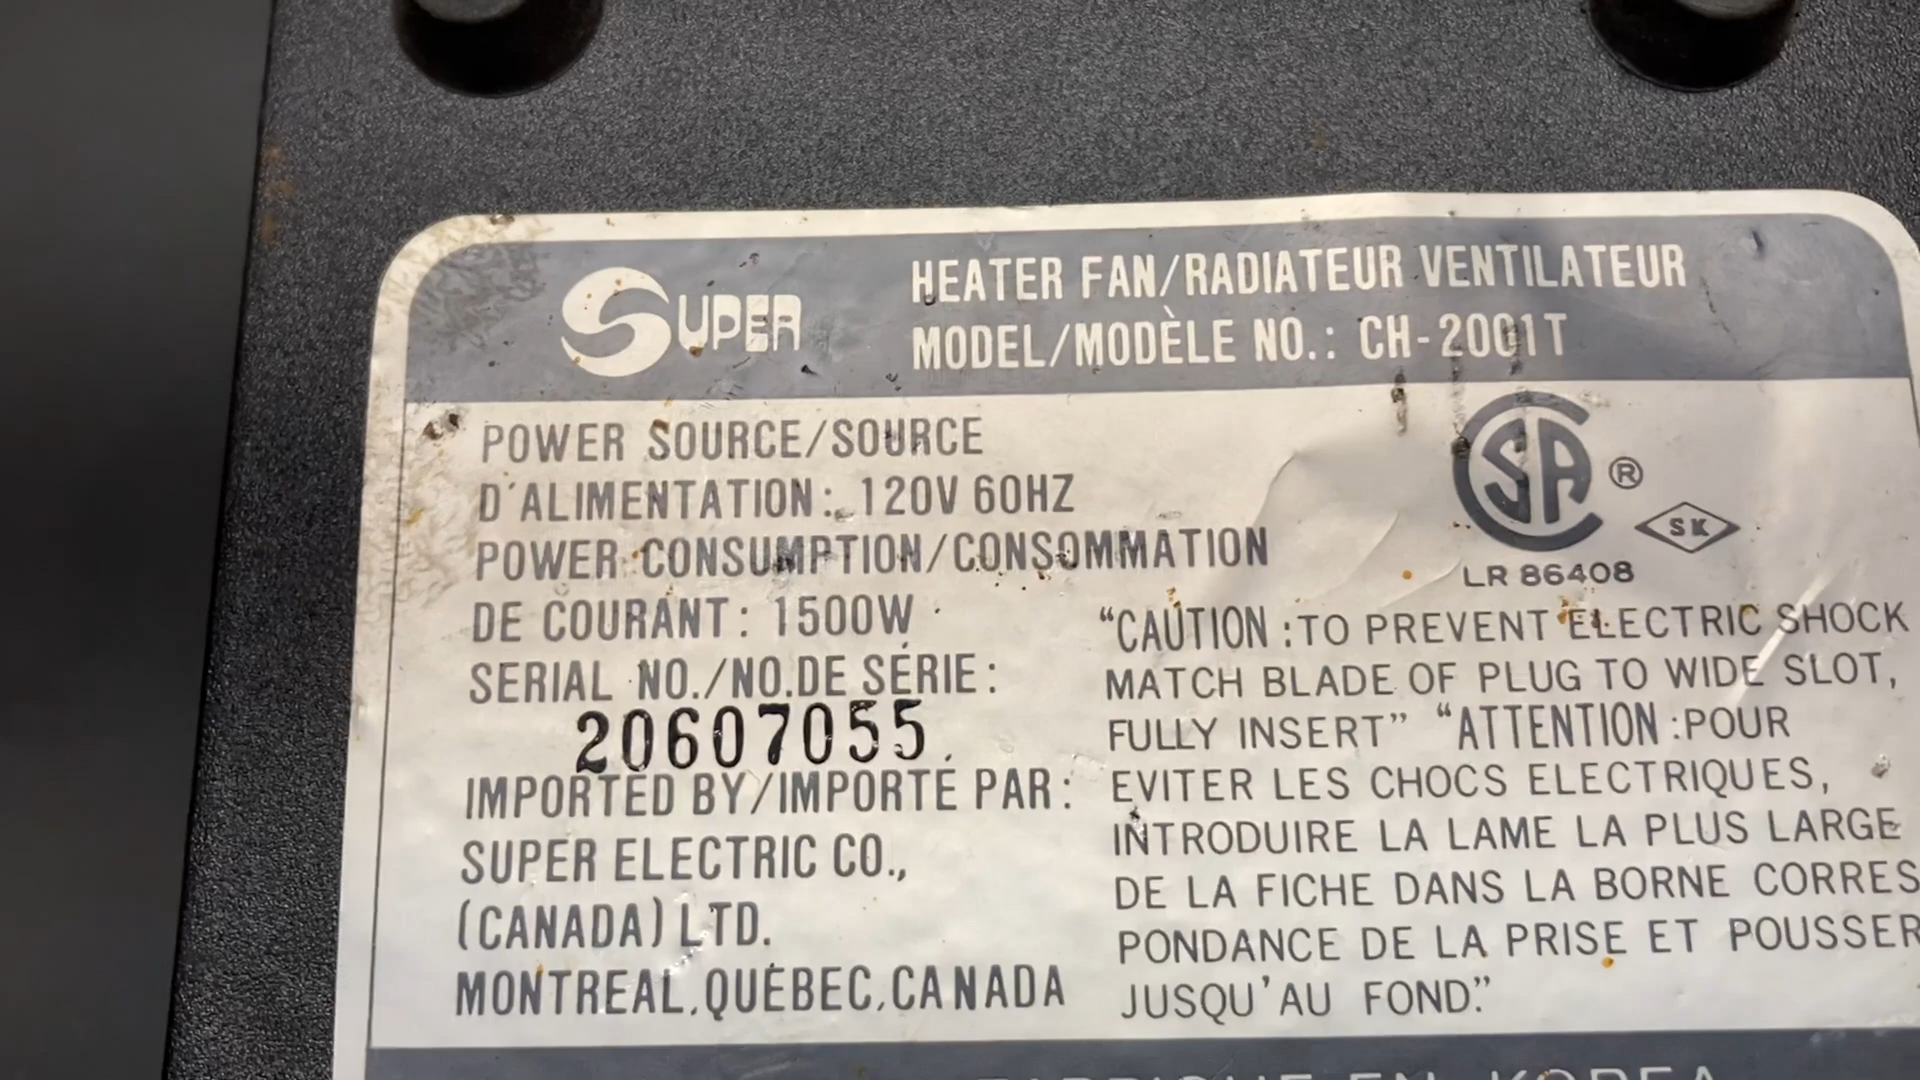 SUPER
HEATER FAN/RADIATEUR VENTILATEUR
MODEL/MODÈLE NO.: CH-2001T
POWER SOURCE/SOURCE
D'ALIMENTATION: 120V 60HZ
POWER CONSUMPTION/CONSOMMATION
DE COURANT: 1500W
SERIAL NO./NO.DE SÉRIE:
20607055
IMPORTED BY/IMPORTÉ PAR:
SUPER ELECTRIC CO.,
(CANADA) LTD.
MONTREAL,QUÉBEC,CANADA
CSA ®
SK
LR 86408
"CAUTION :TO PREVENT ELECTRIC SHOCK
MATCH BLADE OF PLUG TO WIDE SLOT,
FULLY INSERT" "ATTENTION :POUR
EVITER LES CHOCS ELECTRIQUES,
INTRODUIRE LA LAME LA PLUS LARGE
DE LA FICHE DANS LA BORNE CORRES
PONDANCE DE LA PRISE ET POUSSER
JUSQU'AU FOND."
FABRIQUE EN KOREA